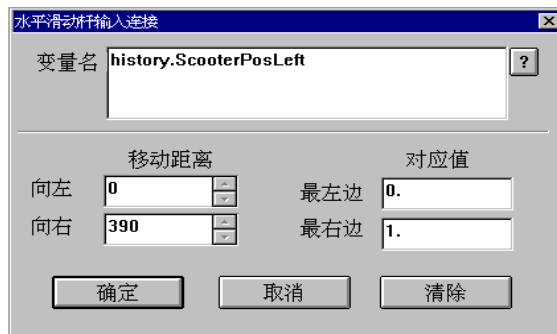 水平滑动杆输入连接
变量名 history.ScooterPosLeft ?
移动距离 对应值
向左 0 最左边 0.
向右 390 最右边 1.
确定 取消 清除